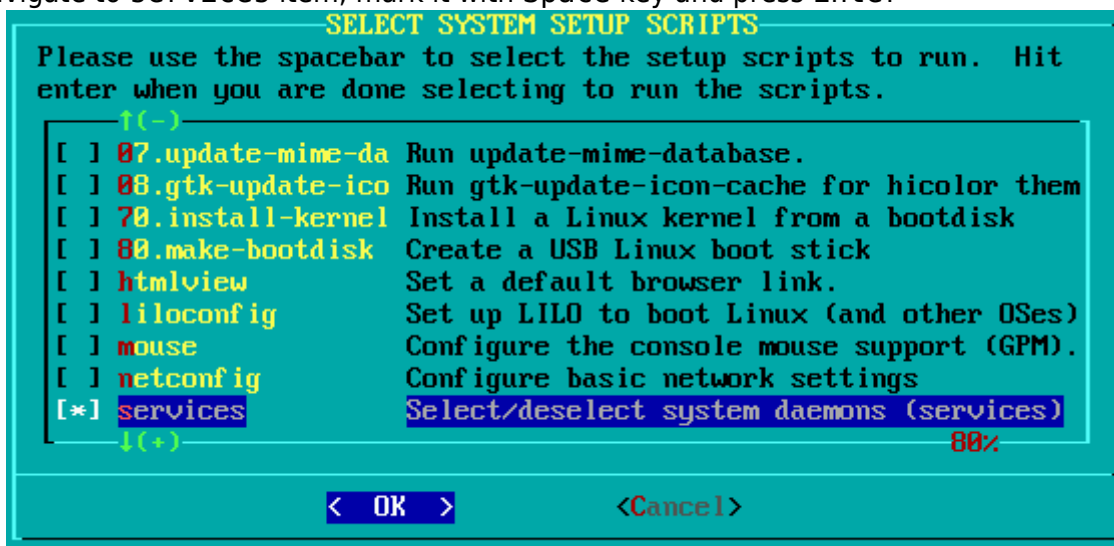 SELECT SYSTEM SETUP SCRIPTS
Please use the spacebar to select the setup scripts to run. Hit
enter when you are done selecting to run the scripts.
↑(-)
[ ] 07.update-mime-da Run update-mime-database.
[ ] 08.gtk-update-ico Run gtk-update-icon-cache for hicolor them
[ ] 70.install-kernel Install a Linux kernel from a bootdisk
[ ] 80.make-bootdisk Create a USB Linux boot stick
[ ] htmlview Set a default browser link.
[ ] liloconfig Set up LILO to boot Linux (and other OSes)
[ ] mouse Configure the console mouse support (GPM).
[ ] netconfig Configure basic network settings
[*] services Select/deselect system daemons (services)
↓(+) 80%
< OK > <Cancel>